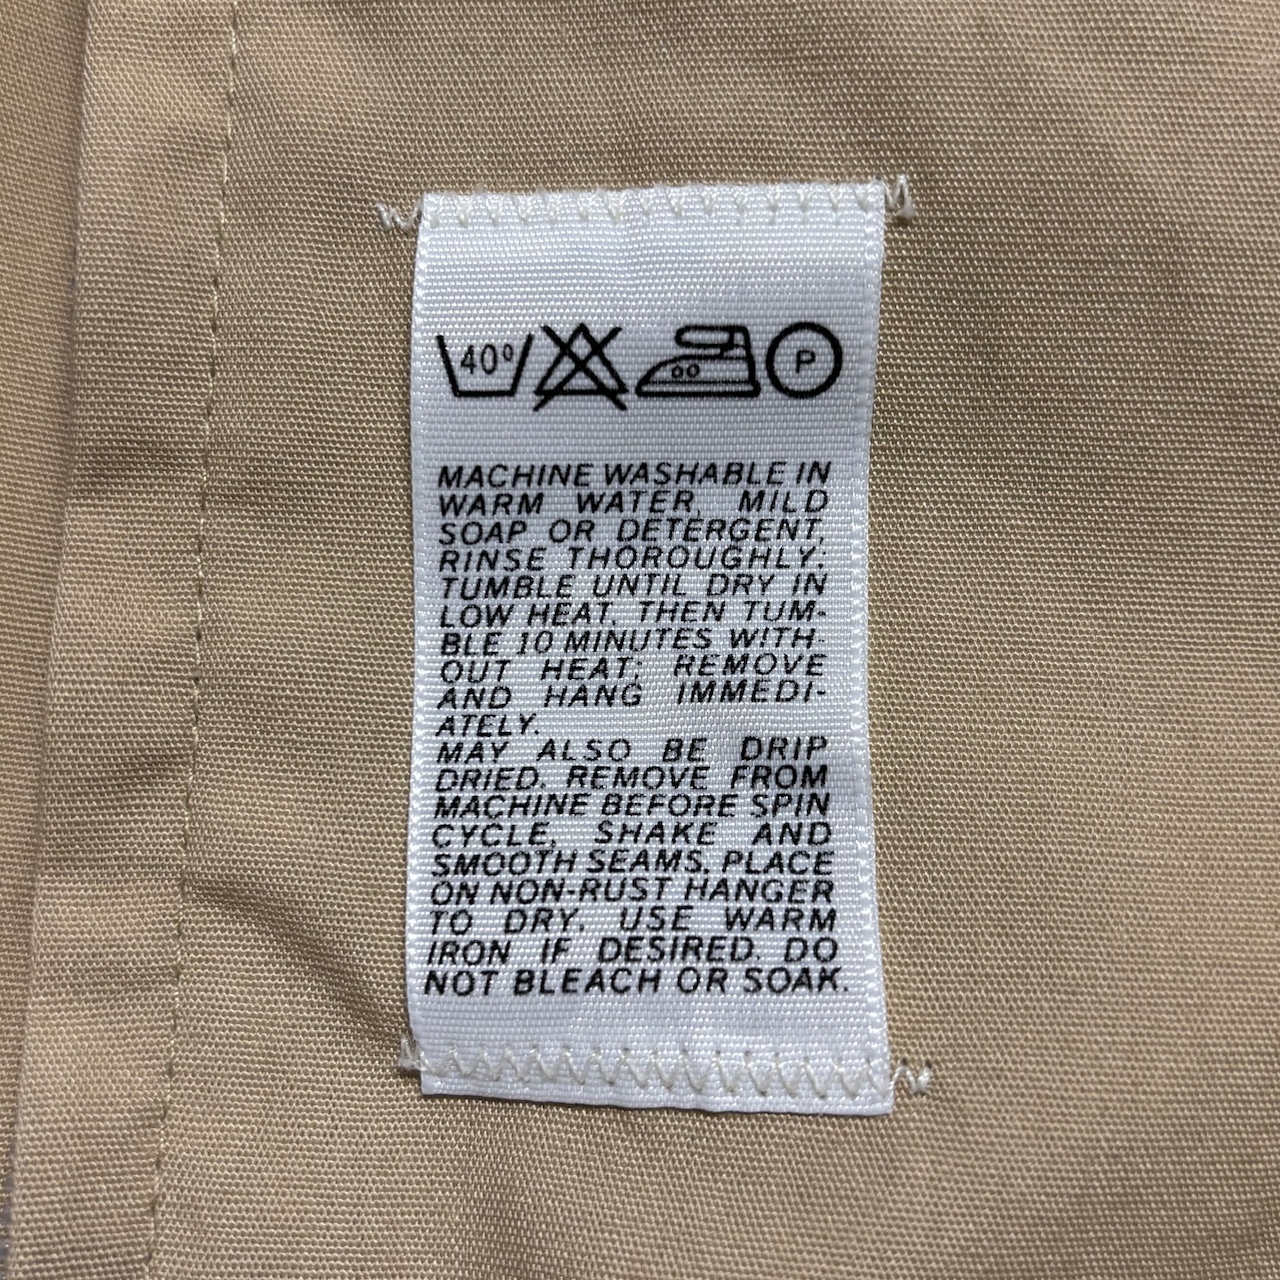 40°
P
MACHINE WASHABLE IN
WARM WATER, MILD
SOAP OR DETERGENT,
RINSE THOROUGHLY.
TUMBLE UNTIL DRY IN
LOW HEAT, THEN TUM-
BLE 10 MINUTES WITH-
OUT HEAT; REMOVE
AND HANG IMMEDI-
ATELY.
MAY ALSO BE DRIP
DRIED. REMOVE FROM
MACHINE BEFORE SPIN
CYCLE, SHAKE AND
SMOOTH SEAMS, PLACE
ON NON-RUST HANGER
TO DRY. USE WARM
IRON IF DESIRED. DO
NOT BLEACH OR SOAK.